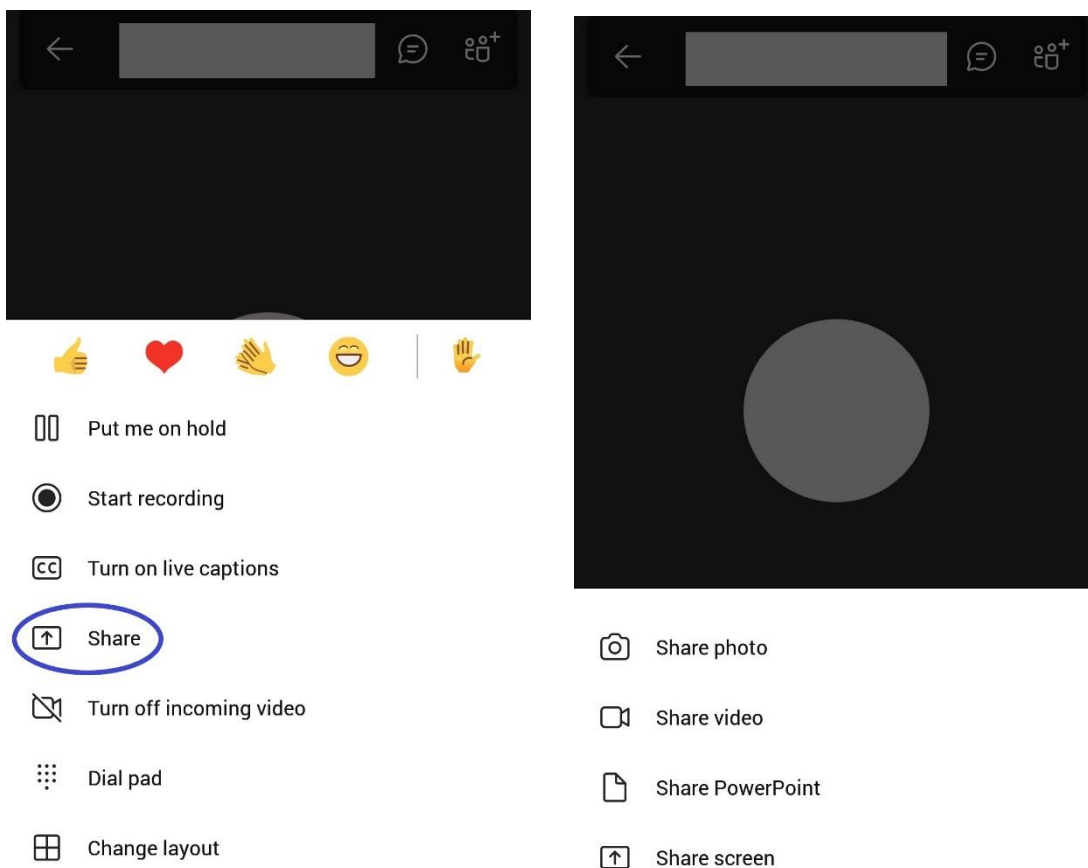 Put me on hold
Start recording
CC Turn on live captions
Share
Turn off incoming video
Dial pad
Change layout
Share photo
Share video
Share PowerPoint
Share screen